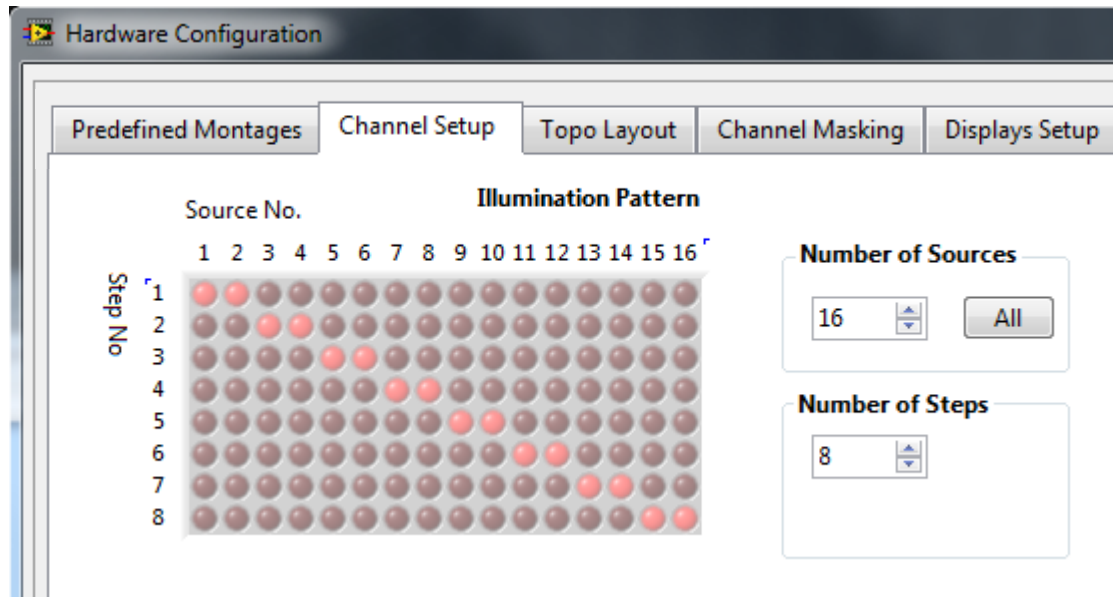 Hardware Configuration
Predefined Montages Channel Setup Topo Layout Channel Masking Displays Setup
Illumination Pattern
Source No.
1 2 3 4 5 6 7 8 9 10 11 12 13 14 15 16
Step No
1
2
3
4
5
6
7
8
Number of Sources
16 All
Number of Steps
8